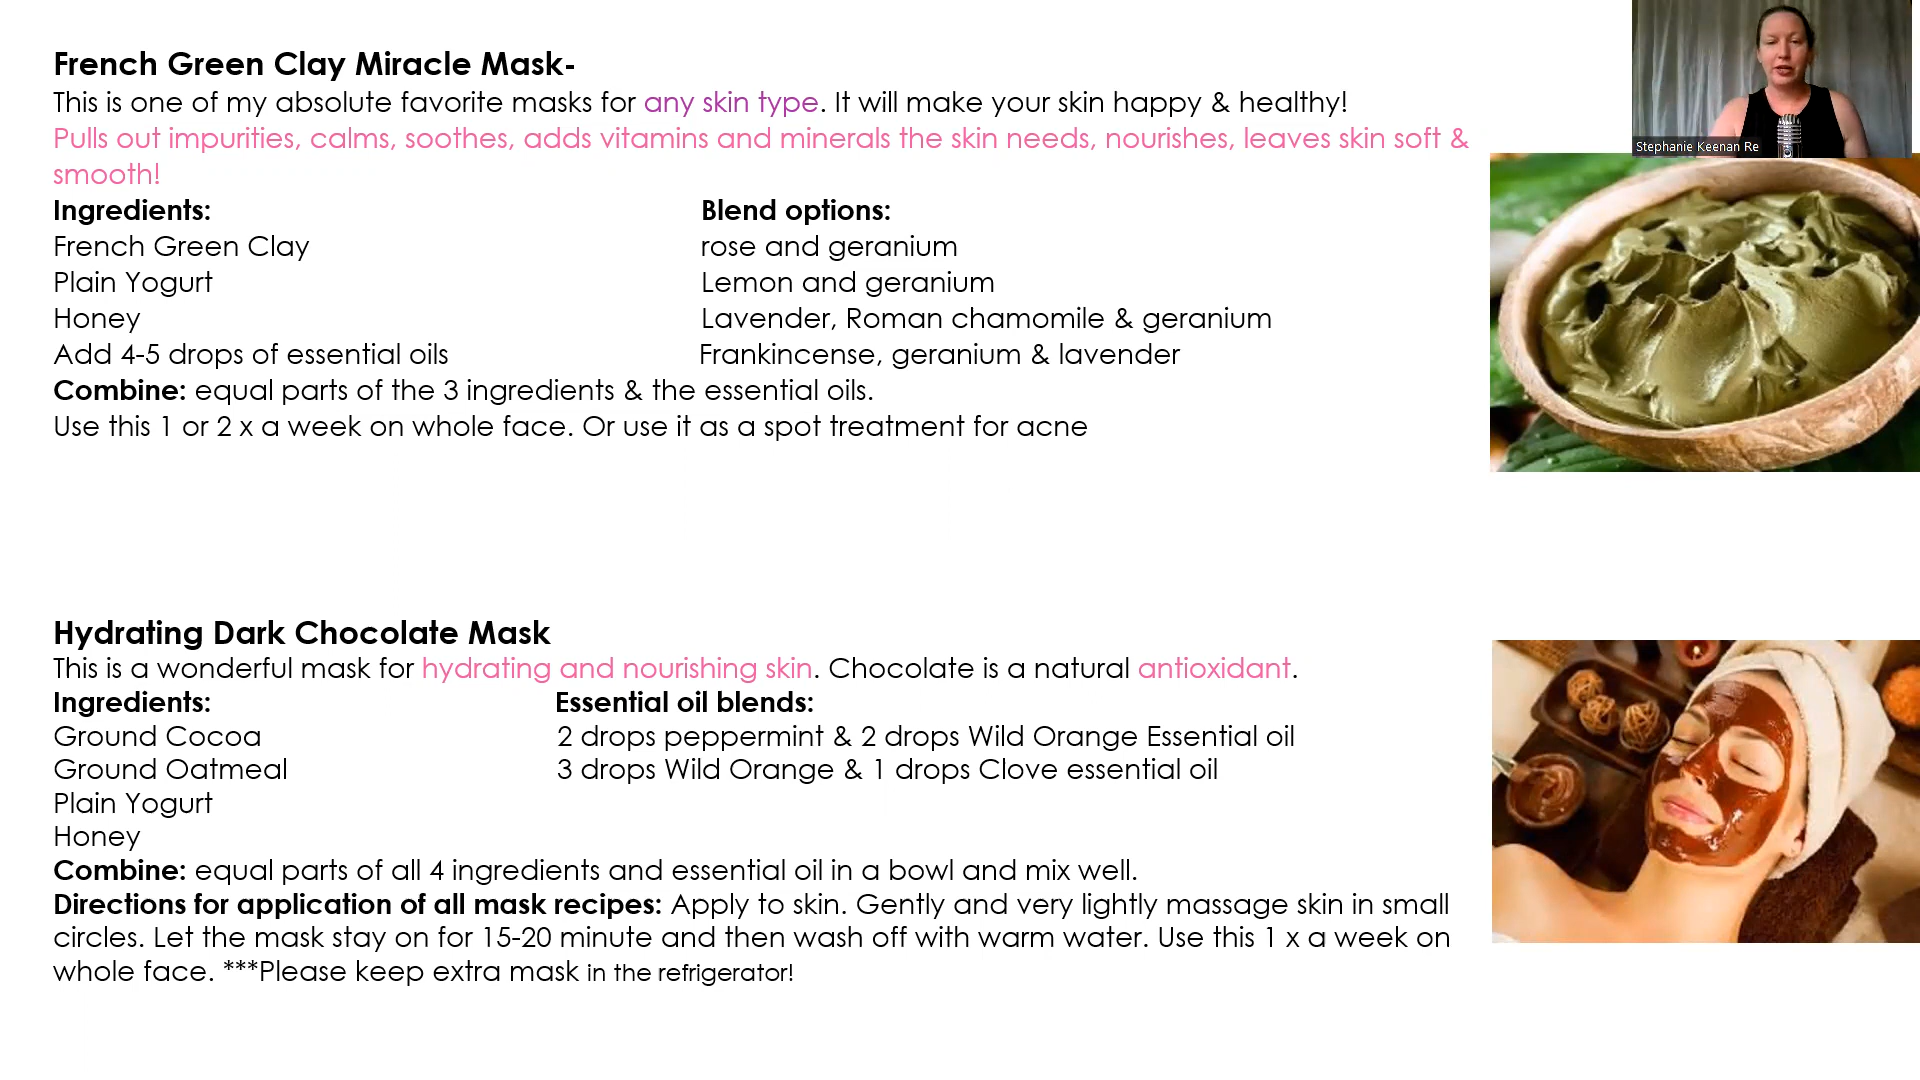 French Green Clay Miracle Mask-
This is one of my absolute favorite masks for any skin type. It will make your skin happy & healthy!
Pulls out impurities, calms, soothes, adds vitamins and minerals the skin needs, nourishes, leaves skin soft &
smooth!
Ingredients: Blend options:
French Green Clay rose and geranium
Plain Yogurt Lemon and geranium
Honey Lavender, Roman chamomile & geranium
Add 4-5 drops of essential oils Frankincense, geranium & lavender
Combine: equal parts of the 3 ingredients & the essential oils.
Use this 1 or 2 x a week on whole face. Or use it as a spot treatment for acne
Stephanie Keenan Re
Hydrating Dark Chocolate Mask
This is a wonderful mask for hydrating and nourishing skin. Chocolate is a natural antioxidant.
Ingredients: Essential oil blends:
Ground Cocoa 2 drops peppermint & 2 drops Wild Orange Essential oil
Ground Oatmeal 3 drops Wild Orange & 1 drops Clove essential oil
Plain Yogurt
Honey
Combine: equal parts of all 4 ingredients and essential oil in a bowl and mix well.
Directions for application of all mask recipes: Apply to skin. Gently and very lightly massage skin in small
circles. Let the mask stay on for 15-20 minute and then wash off with warm water. Use this 1 x a week on
whole face. ***Please keep extra mask in the refrigerator!